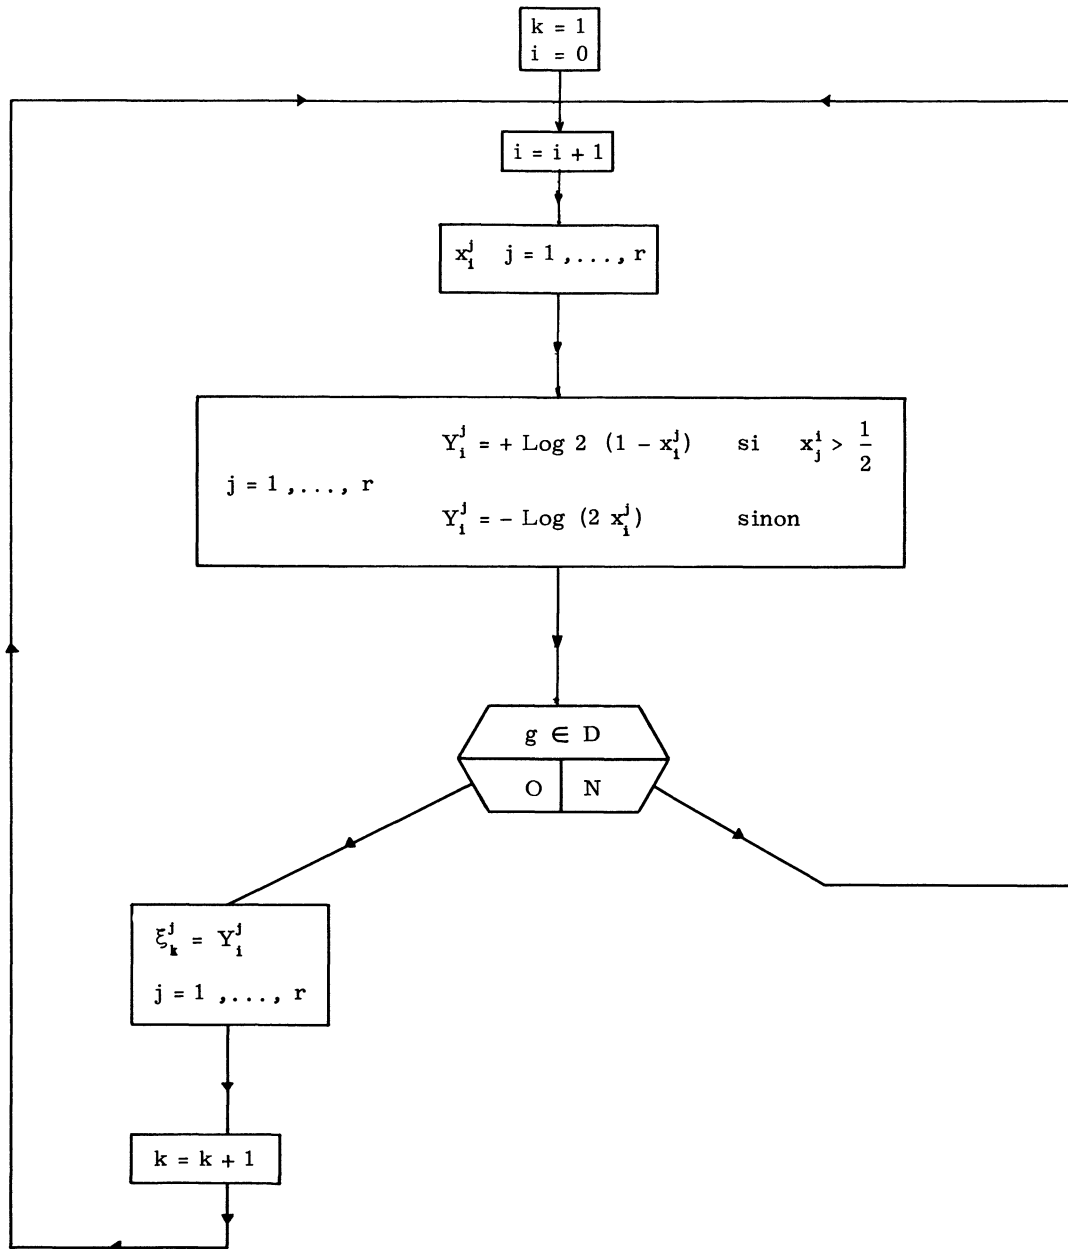 k = 1
i = 0
i = i + 1
x_i^j j = 1 ,..., r
Y_i^j = + Log 2 (1 - x_i^j) si x_j^i > 1/2
j = 1 ,..., r
Y_i^j = - Log (2 x_i^j) sinon
g ∈ D
O N
ξ_k^j = Y_i^j
j = 1 ,..., r
k = k + 1